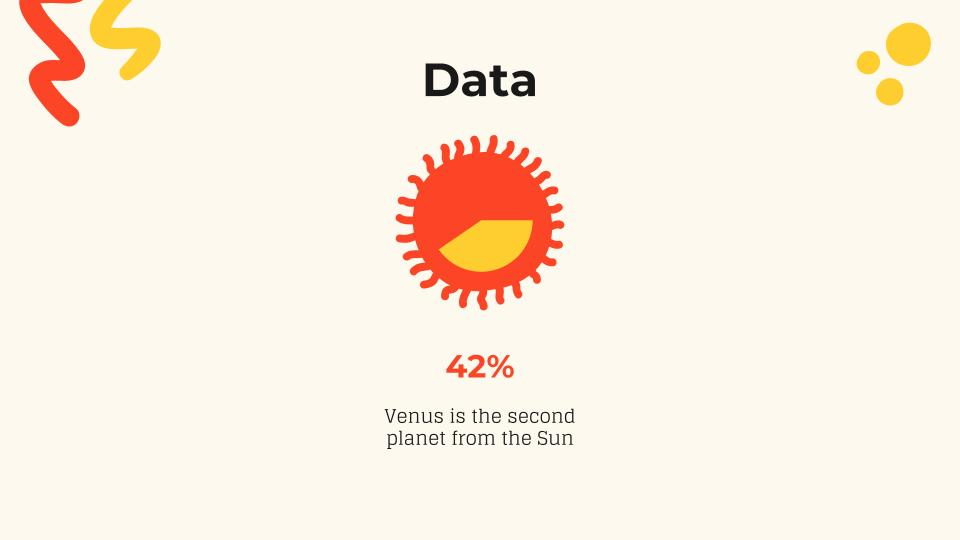 Data
42%
Venus is the second
planet from the Sun